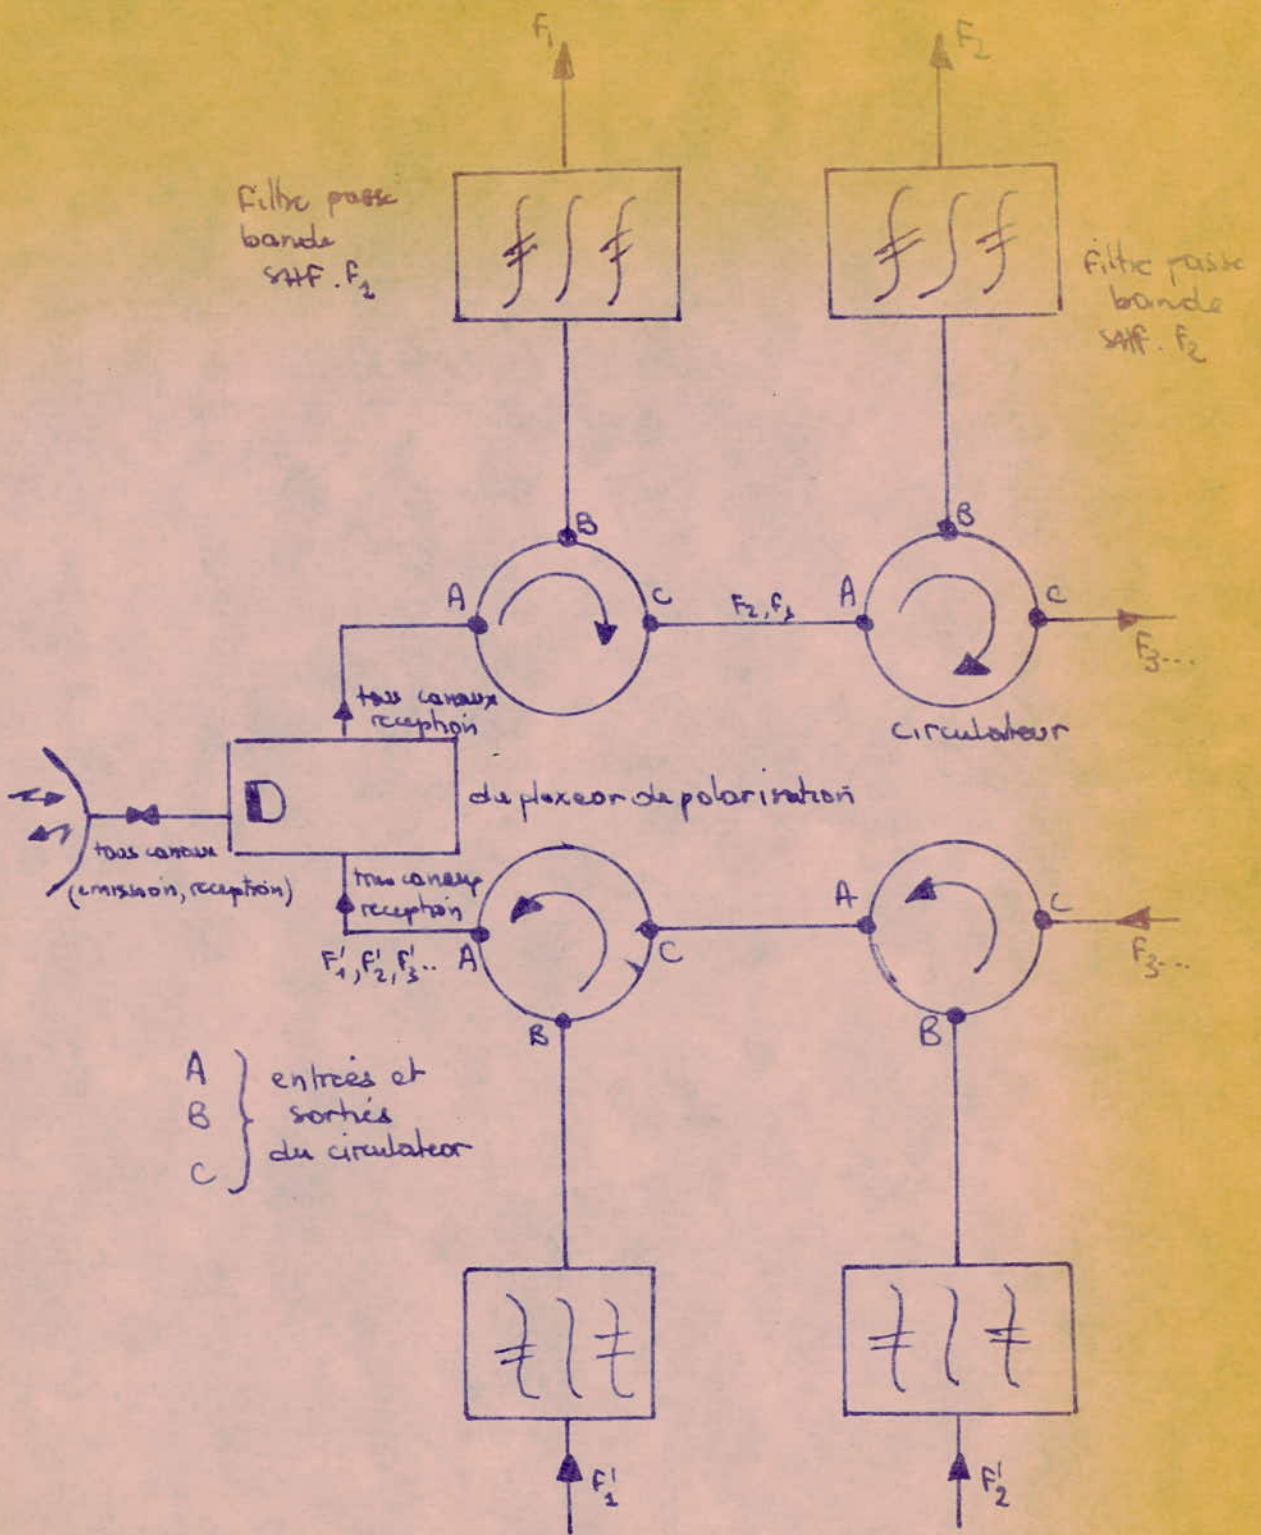 F1
F2
Filtre passe
bande
SHF. F1
Filtre passe
bande
SHF. F2
B
B
A
C
F2, F3
A
C
F3...
tous canaux
reception
circulateur
D
duplexeur de polarisation
tous canaux
(emission, reception)
tous canaux
reception
A
C
F'1, F'2, F'3..
A
C
F3...
B
B
A
B
C
entrées et
sortiés
du circulateur
F'1
F'2